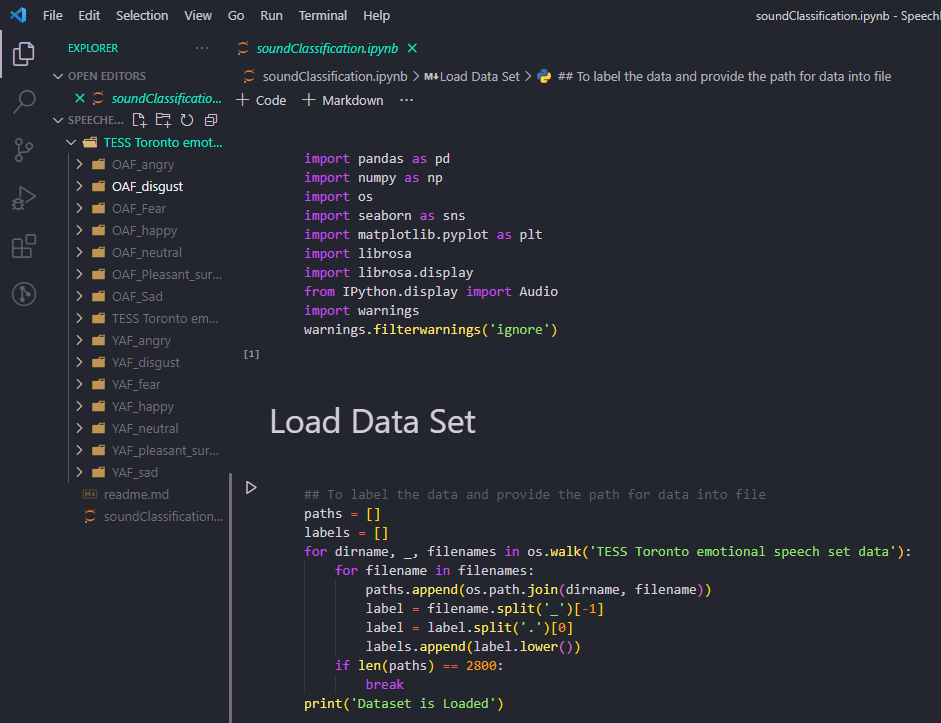 File Edit Selection View Go Run Terminal Help soundClassification.ipynb - Speech
EXPLORER ···
soundClassification.ipynb ×
OPEN EDITORS
soundClassification.ipynb > M↓Load Data Set > ## To label the data and provide the path for data into file
× soundClassificatio...
+ Code + Markdown ···
SPEECHE...
TESS Toronto emot...
OAF_angry
OAF_disgust
OAF_Fear
OAF_happy
OAF_neutral
OAF_Pleasant_sur...
OAF_Sad
TESS Toronto em...
YAF_angry
YAF_disgust
YAF_fear
YAF_happy
YAF_neutral
YAF_pleasant_sur...
YAF_sad
readme.md
soundClassification...
import pandas as pd
import numpy as np
import os
import seaborn as sns
import matplotlib.pyplot as plt
import librosa
import librosa.display
from IPython.display import Audio
import warnings
warnings.filterwarnings('ignore')
[1]
Load Data Set
## To label the data and provide the path for data into file
paths = []
labels = []
for dirname, _, filenames in os.walk('TESS Toronto emotional speech set data'):
    for filename in filenames:
        paths.append(os.path.join(dirname, filename))
        label = filename.split('_')[-1]
        label = label.split('.')[0]
        labels.append(label.lower())
    if len(paths) == 2800:
        break
print('Dataset is Loaded')